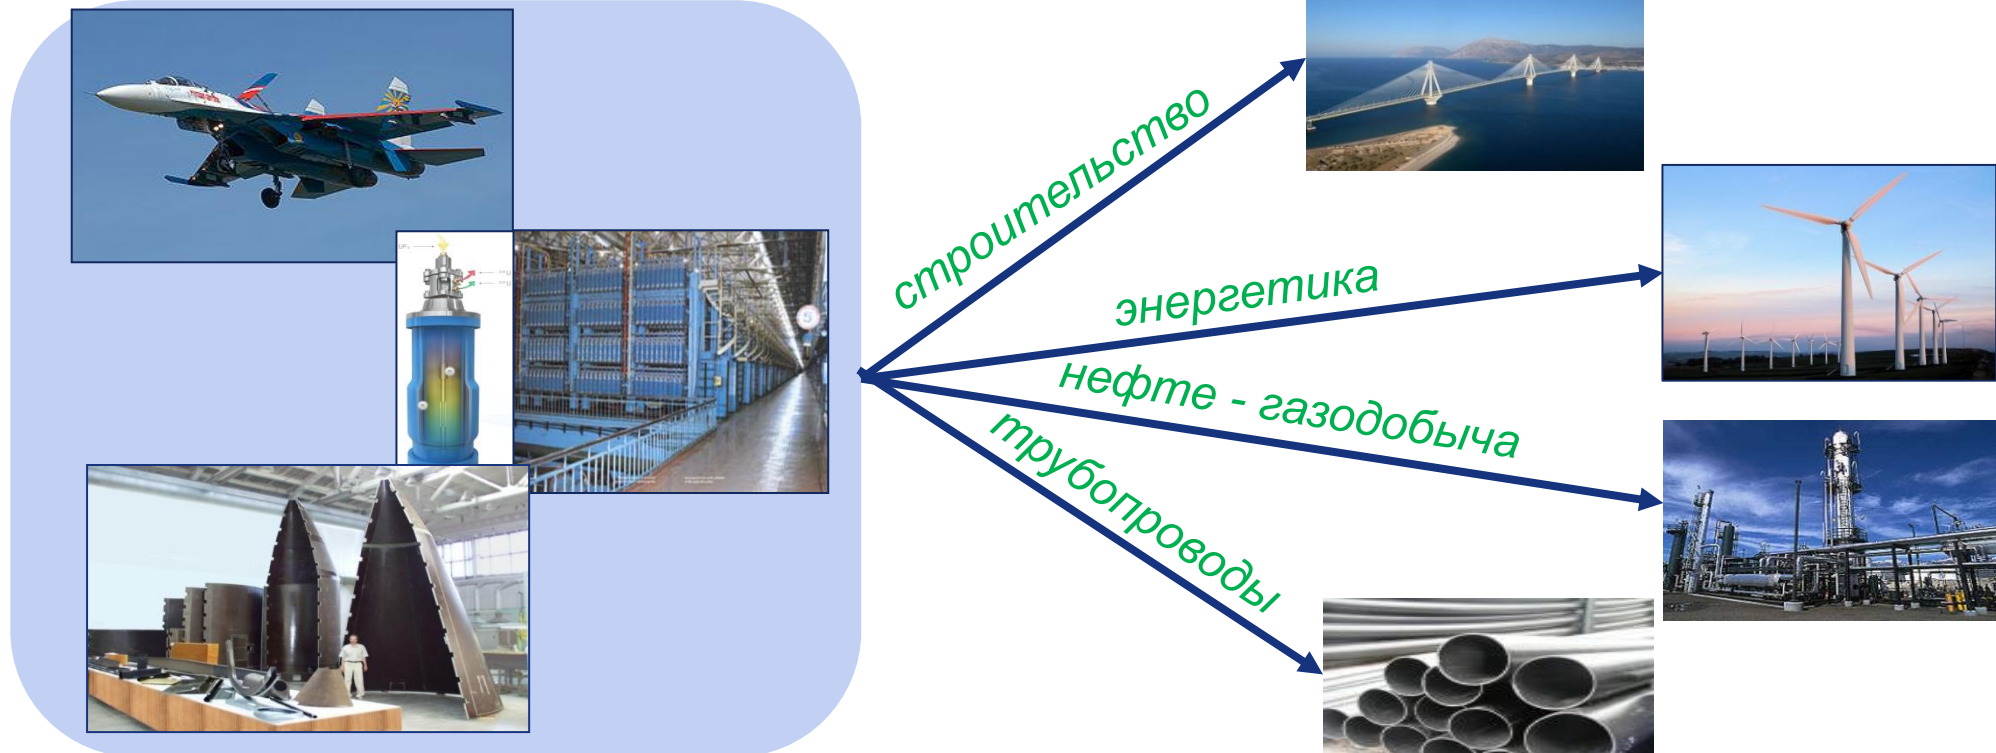 строительство
энергетика
нефте - газодобыча
трубопроводы